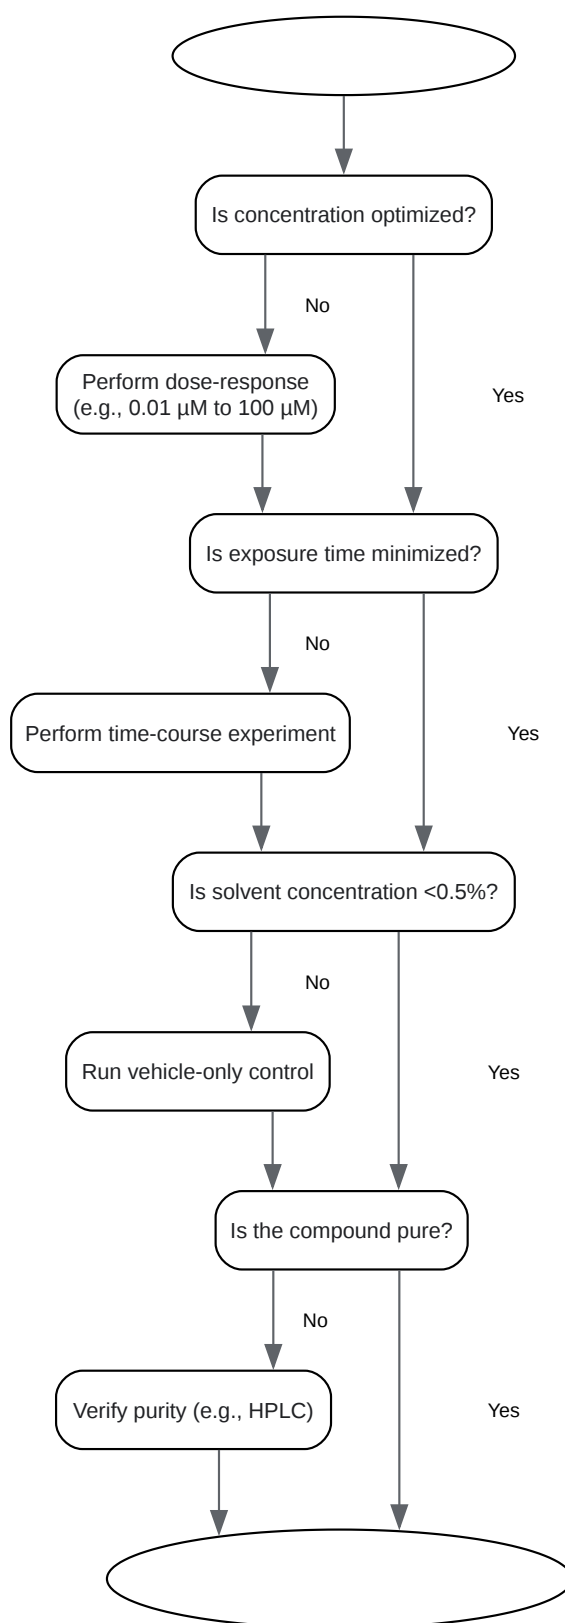 Is concentration optimized?
No
Perform dose-response
(e.g., 0.01 µM to 100 µM)
Yes
Is exposure time minimized?
No
Perform time-course experiment
Yes
Is solvent concentration <0.5%?
No
Run vehicle-only control
Yes
Is the compound pure?
No
Verify purity (e.g., HPLC)
Yes